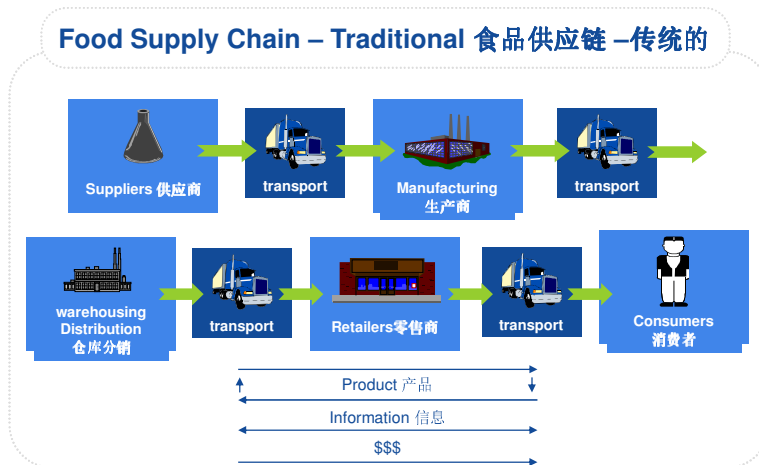 Food Supply Chain – Traditional 食品供应链 –传统的
Suppliers 供应商
transport
Manufacturing
生产商
transport
warehousing
Distribution
仓库分销
transport
Retailers零售商
transport
Consumers
消费者
Product 产品
Information 信息
$$$